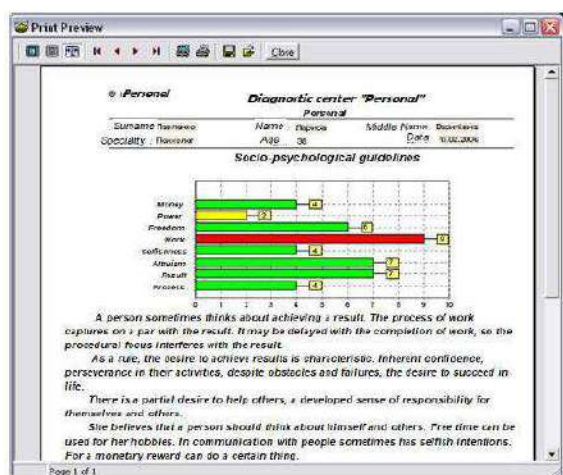 Print Preview
Close
Personal
Diagnostic center "Personal"
Personal
Surname Name : Middle Name
Speciality : Age 38 Data
Socio-psychological guidelines
Money 4
Power 2
Freedom 6
Work 9
Selfishness 4
Altruism 7
Result 7
Process 4
0 1 2 3 4 5 6 7 8 9 10
A person sometimes thinks about achieving a result. The process of work
captures on a par with the result. It may be delayed with the completion of work, so the
procedural focus interferes with the result.
As a rule, the desire to achieve results is characteristic. Inherent confidence,
perseverance in their activities, despite obstacles and failures, the desire to succeed in
life.
There is a partial desire to help others, a developed sense of responsibility for
themselves and others.
She believes that a person should think about himself and others. Free time can be
used for her hobbies. In communication with people sometimes has selfish intentions.
For a monetary reward can do a certain thing.
Page 1 of 1